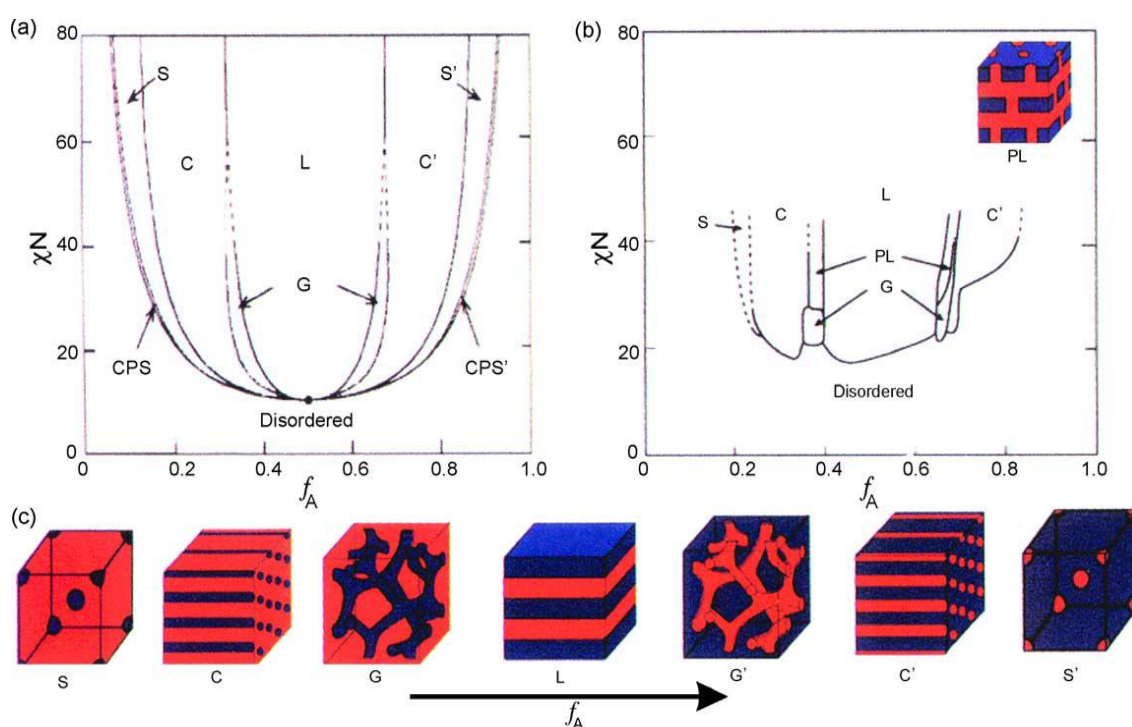 (a)
80
60
40
20
0
χN
S
S'
C
L
C'
G
CPS
CPS'
Disordered
0 0.2 0.4 0.6 0.8 1.0
f_A
(b)
80
60
40
20
0
χN
PL
L
S
C
C'
PL
G
Disordered
0 0.2 0.4 0.6 0.8 1.0
f_A
(c)
S C G L G' C' S'
f_A